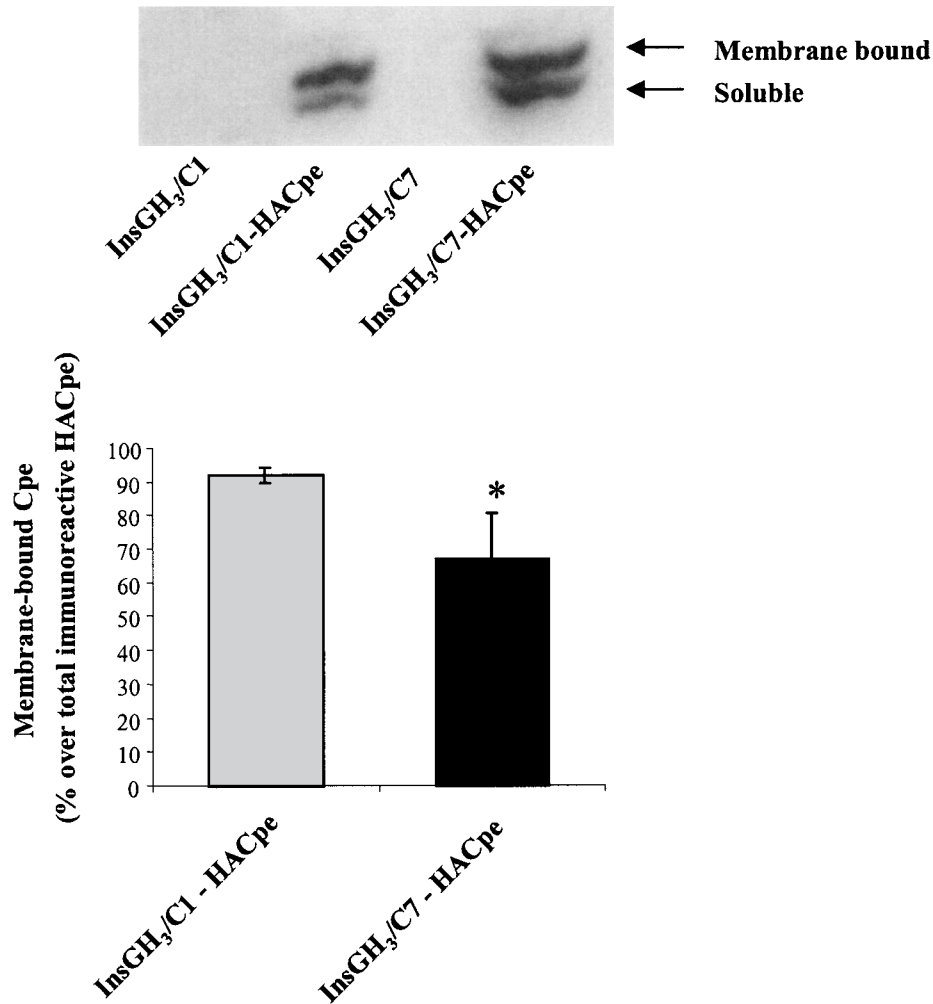 Membrane bound
Soluble
InsGH₃/C1
InsGH₃/C1-HACpe
InsGH₃/C7
InsGH₃/C7-HACpe
Membrane-bound Cpe
(% over total immunoreactive HACpe)
100
90
80
70
60
50
40
30
20
10
0
*
InsGH₃/C1 - HACpe
InsGH₃/C7 - HACpe